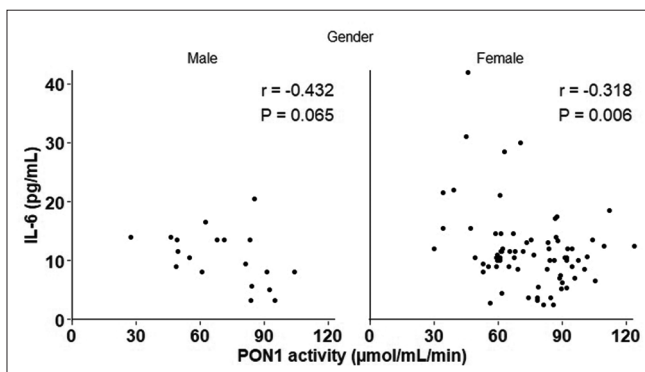 Gender
Male
Female
r = -0.432
P = 0.065
r = -0.318
P = 0.006
IL-6 (pg/mL)
40
30
20
10
0
0 30 60 90 120
0 30 60 90 120
PON1 activity (µmol/mL/min)